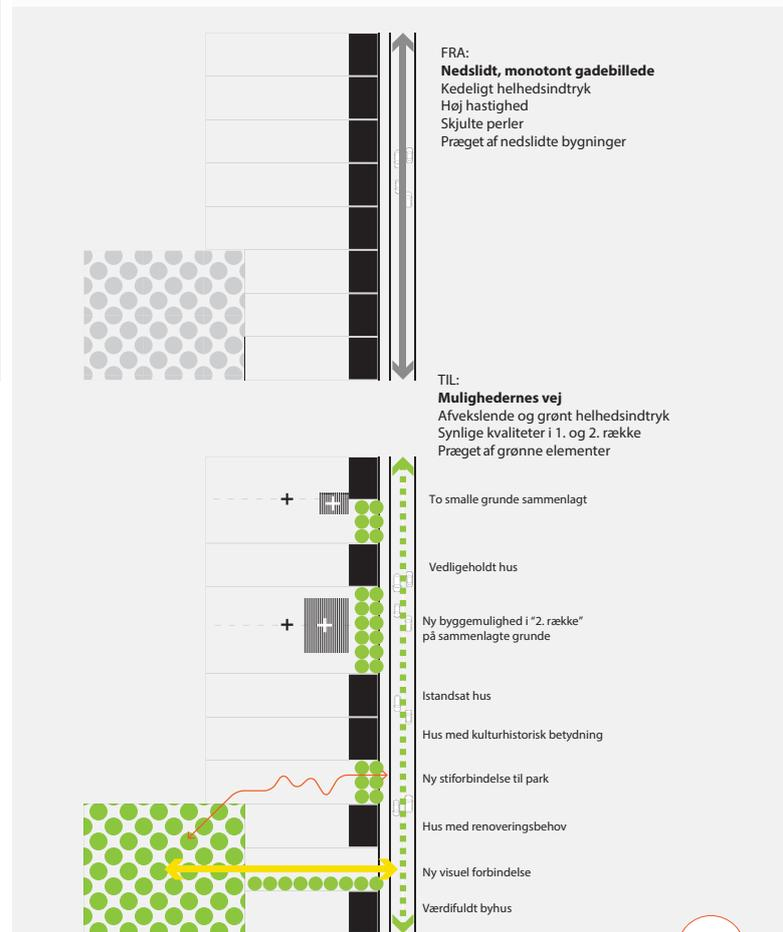 FRA:
Nedslidt, monotont gadebillede
Kedeligt helhedsindtryk
Høj hastighed
Skjulte perler
Præget af nedslidte bygninger
TIL:
Mulighedernes vej
Afvekslende og grønt helhedsindtryk
Synlige kvaliteter i 1. og 2. række
Præget af grønne elementer
To smalle grunde sammenlagt
Vedligeholdt hus
Ny byggemulighed i “2. række”
på sammenlagte grunde
Istandsat hus
Hus med kulturhistorisk betydning
Ny stiforbindelse til park
Hus med renoveringsbehov
Ny visuel forbindelse
Værdifuldt byhus